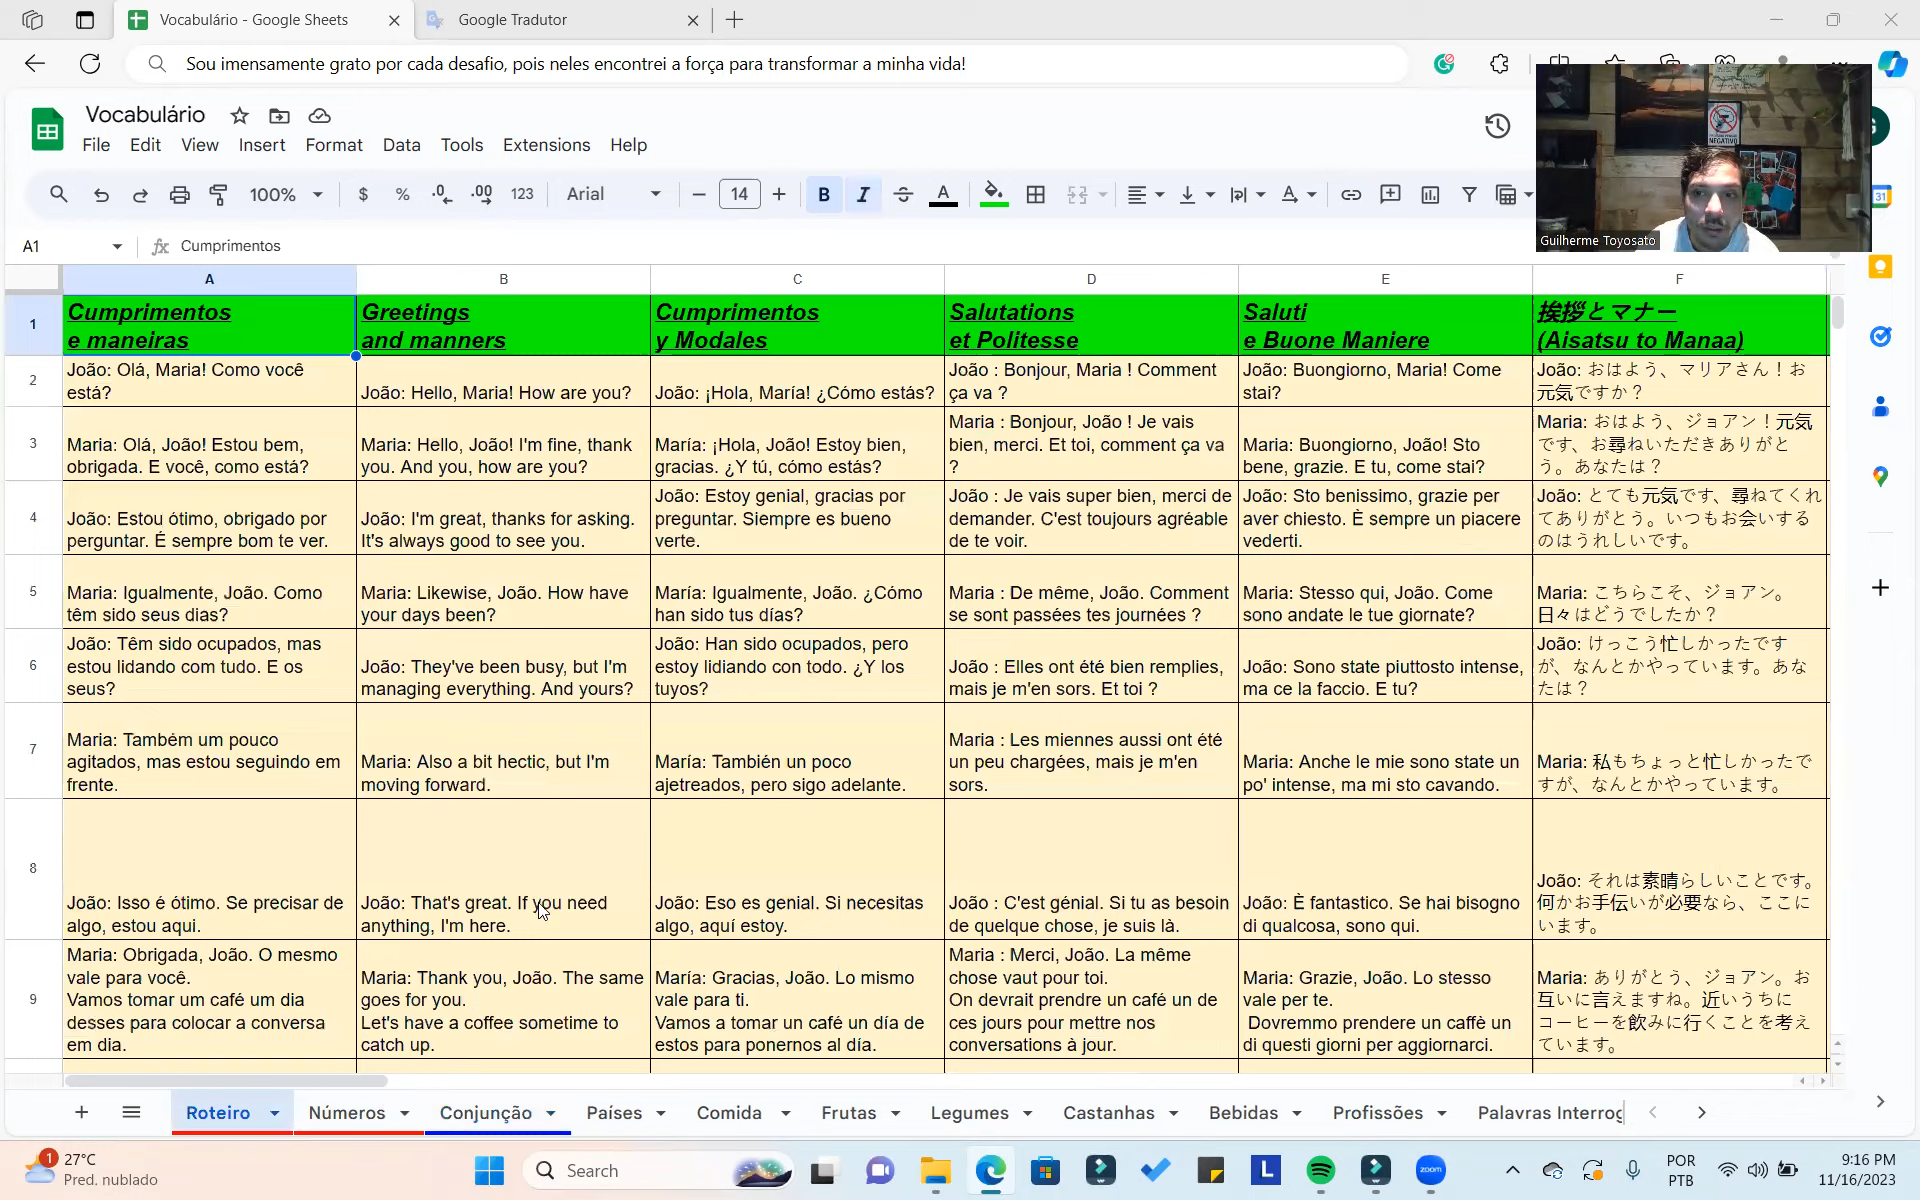 Vocabulário - Google Sheets
Google Tradutor
Sou imensamente grato por cada desafio, pois neles encontrei a força para transformar a minha vida!
Vocabulário
File Edit View Insert Format Data Tools Extensions Help
100% $ % .0 .00 123 Arial 14 B I A
A1 fx Cumprimentos
NEGATIVO
Guilherme Toyosato
31
A B C D E F
1
Cumprimentos
e maneiras
Greetings
and manners
Cumprimentos
y Modales
Salutations
et Politesse
Saluti
e Buone Maniere
挨拶とマナー
(Aisatsu to Manaa)
2
João: Olá, Maria! Como você
está?
João: Hello, Maria! How are you?
João: ¡Hola, María! ¿Cómo estás?
João : Bonjour, Maria ! Comment
ça va ?
João: Buongiorno, Maria! Come
stai?
João: おはよう、マリアさん！お
元気ですか？
3
Maria: Olá, João! Estou bem,
obrigada. E você, como está?
Maria: Hello, João! I'm fine, thank
you. And you, how are you?
María: ¡Hola, João! Estoy bien,
gracias. ¿Y tú, cómo estás?
Maria : Bonjour, João ! Je vais
bien, merci. Et toi, comment ça va
?
Maria: Buongiorno, João! Sto
bene, grazie. E tu, come stai?
Maria: おはよう、ジョアン！元気
です、お尋ねいただきありがと
う。あなたは？
4
João: Estou ótimo, obrigado por
perguntar. É sempre bom te ver.
João: I'm great, thanks for asking.
It's always good to see you.
João: Estoy genial, gracias por
preguntar. Siempre es bueno
verte.
João : Je vais super bien, merci de
demander. C'est toujours agréable
de te voir.
João: Sto benissimo, grazie per
aver chiesto. È sempre un piacere
vederti.
João: とても元気です、尋ねてくれ
てありがとう。いつもお会いする
のはうれしいです。
5
Maria: Igualmente, João. Como
têm sido seus dias?
Maria: Likewise, João. How have
your days been?
María: Igualmente, João. ¿Cómo
han sido tus días?
Maria : De même, João. Comment
se sont passées tes journées ?
Maria: Stesso qui, João. Come
sono andate le tue giornate?
Maria: こちらこそ、ジョアン。
日々はどうでしたか？
6
João: Têm sido ocupados, mas
estou lidando com tudo. E os
seus?
João: They've been busy, but I'm
managing everything. And yours?
João: Han sido ocupados, pero
estoy lidiando con todo. ¿Y los
tuyos?
João : Elles ont été bien remplies,
mais je m'en sors. Et toi ?
João: Sono state piuttosto intense,
ma ce la faccio. E tu?
João: けっこう忙しかったです
が、なんとかやっています。あな
たは？
7
Maria: Também um pouco
agitados, mas estou seguindo em
frente.
Maria: Also a bit hectic, but I'm
moving forward.
María: También un poco
ajetreados, pero sigo adelante.
Maria : Les miennes aussi ont été
un peu chargées, mais je m'en
sors.
Maria: Anche le mie sono state un
po' intense, ma mi sto cavando.
Maria: 私もちょっと忙しかったで
すが、なんとかやっています。
8
João: Isso é ótimo. Se precisar de
algo, estou aqui.
João: That's great. If you need
anything, I'm here.
João: Eso es genial. Si necesitas
algo, aquí estoy.
João : C'est génial. Si tu as besoin
de quelque chose, je suis là.
João: È fantastico. Se hai bisogno
di qualcosa, sono qui.
João: それは素晴らしいことです。
何かお手伝いが必要なら、ここに
います。
9
Maria: Obrigada, João. O mesmo
vale para você.
Vamos tomar um café um dia
desses para colocar a conversa
em dia.
Maria: Thank you, João. The same
goes for you.
Let's have a coffee sometime to
catch up.
María: Gracias, João. Lo mismo
vale para ti.
Vamos a tomar un café un día de
estos para ponernos al día.
Maria : Merci, João. La même
chose vaut pour toi.
On devrait prendre un café un de
ces jours pour mettre nos
conversations à jour.
Maria: Grazie, João. Lo stesso
vale per te.
Dovremmo prendere un caffè un
di questi giorni per aggiornarci.
Maria: ありがとう、ジョアン。お
互いに言えますね。近いうちに
コーヒーを飲みに行くことを考え
ています。
Roteiro Números Conjunção Países Comida Frutas Legumes Castanhas Bebidas Profissões Palavras Interrog
1
27°C
Pred. nublado
Search
L
zoom
POR
PTB
9:16 PM
11/16/2023